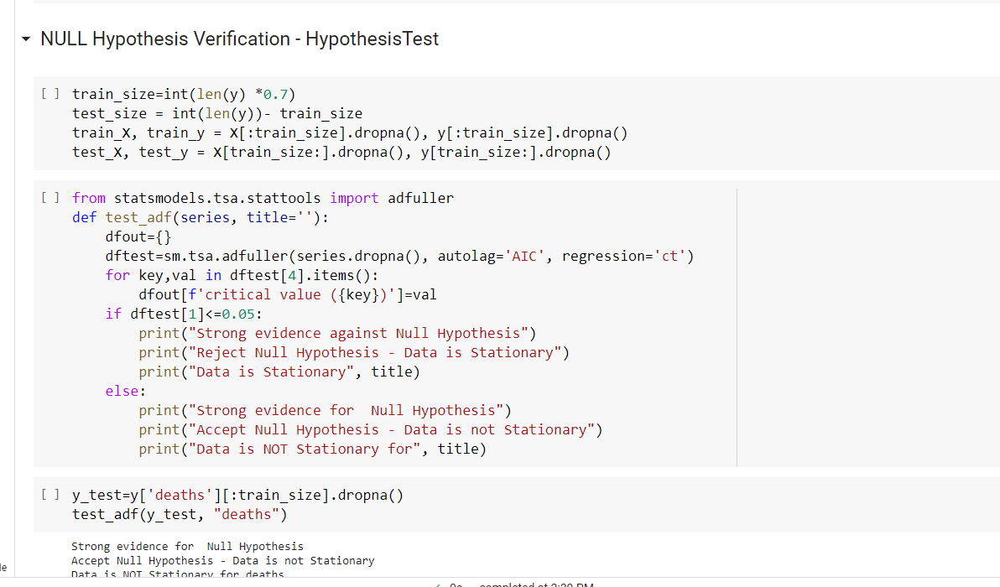 NULL Hypothesis Verification - HypothesisTest
[ ] train_size=int(len(y) *0.7)
test_size = int(len(y))- train_size
train_X, train_y = X[:train_size].dropna(), y[:train_size].dropna()
test_X, test_y = X[train_size:].dropna(), y[train_size:].dropna()
[ ] from statsmodels.tsa.stattools import adfuller
def test_adf(series, title=''):
    dfout={}
    dftest=sm.tsa.adfuller(series.dropna(), autolag='AIC', regression='ct')
    for key,val in dftest[4].items():
        dfout[f'critical value ({key})']=val
    if dftest[1]<=0.05:
        print("Strong evidence against Null Hypothesis")
        print("Reject Null Hypothesis - Data is Stationary")
        print("Data is Stationary", title)
    else:
        print("Strong evidence for  Null Hypothesis")
        print("Accept Null Hypothesis - Data is not Stationary")
        print("Data is NOT Stationary for", title)
[ ] y_test=y['deaths'][:train_size].dropna()
test_adf(y_test, "deaths")
Strong evidence for  Null Hypothesis
Accept Null Hypothesis - Data is not Stationary
Data is NOT Stationary for deaths
completed at 2:20 PM